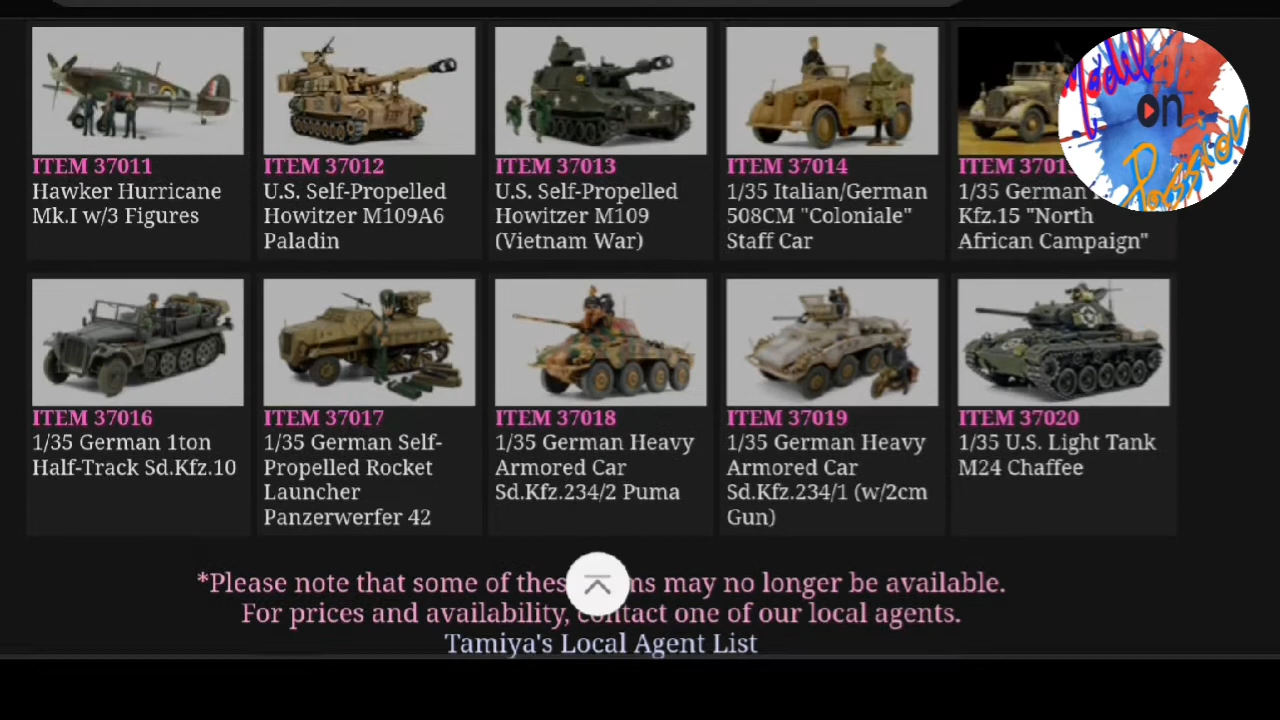 Model
on
Passion
ITEM 37011
Hawker Hurricane
Mk.I w/3 Figures
ITEM 37012
U.S. Self-Propelled
Howitzer M109A6
Paladin
ITEM 37013
U.S. Self-Propelled
Howitzer M109
(Vietnam War)
ITEM 37014
1/35 Italian/German
508CM "Coloniale"
Staff Car
ITEM 37015
1/35 German
Kfz.15 "North
African Campaign"
ITEM 37016
1/35 German 1ton
Half-Track Sd.Kfz.10
ITEM 37017
1/35 German Self-
Propelled Rocket
Launcher
Panzerwerfer 42
ITEM 37018
1/35 German Heavy
Armored Car
Sd.Kfz.234/2 Puma
ITEM 37019
1/35 German Heavy
Armored Car
Sd.Kfz.234/1 (w/2cm
Gun)
ITEM 37020
1/35 U.S. Light Tank
M24 Chaffee
*Please note that some of may no longer be available.
For prices and availability, contact one of our local agents.
Tamiya's Local Agent List